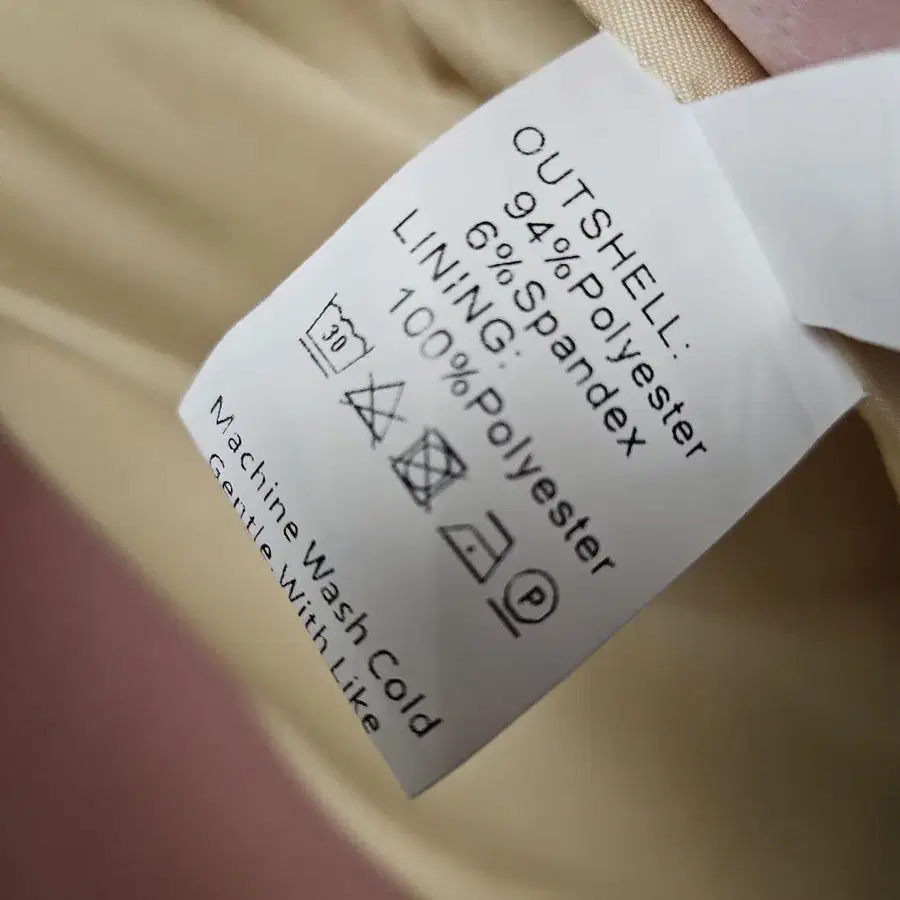 OUTSHELL:
94%Polyester
6%Spandex
LINING:
100%Polyester
30 P
Machine Wash Cold
Gentle.With Like